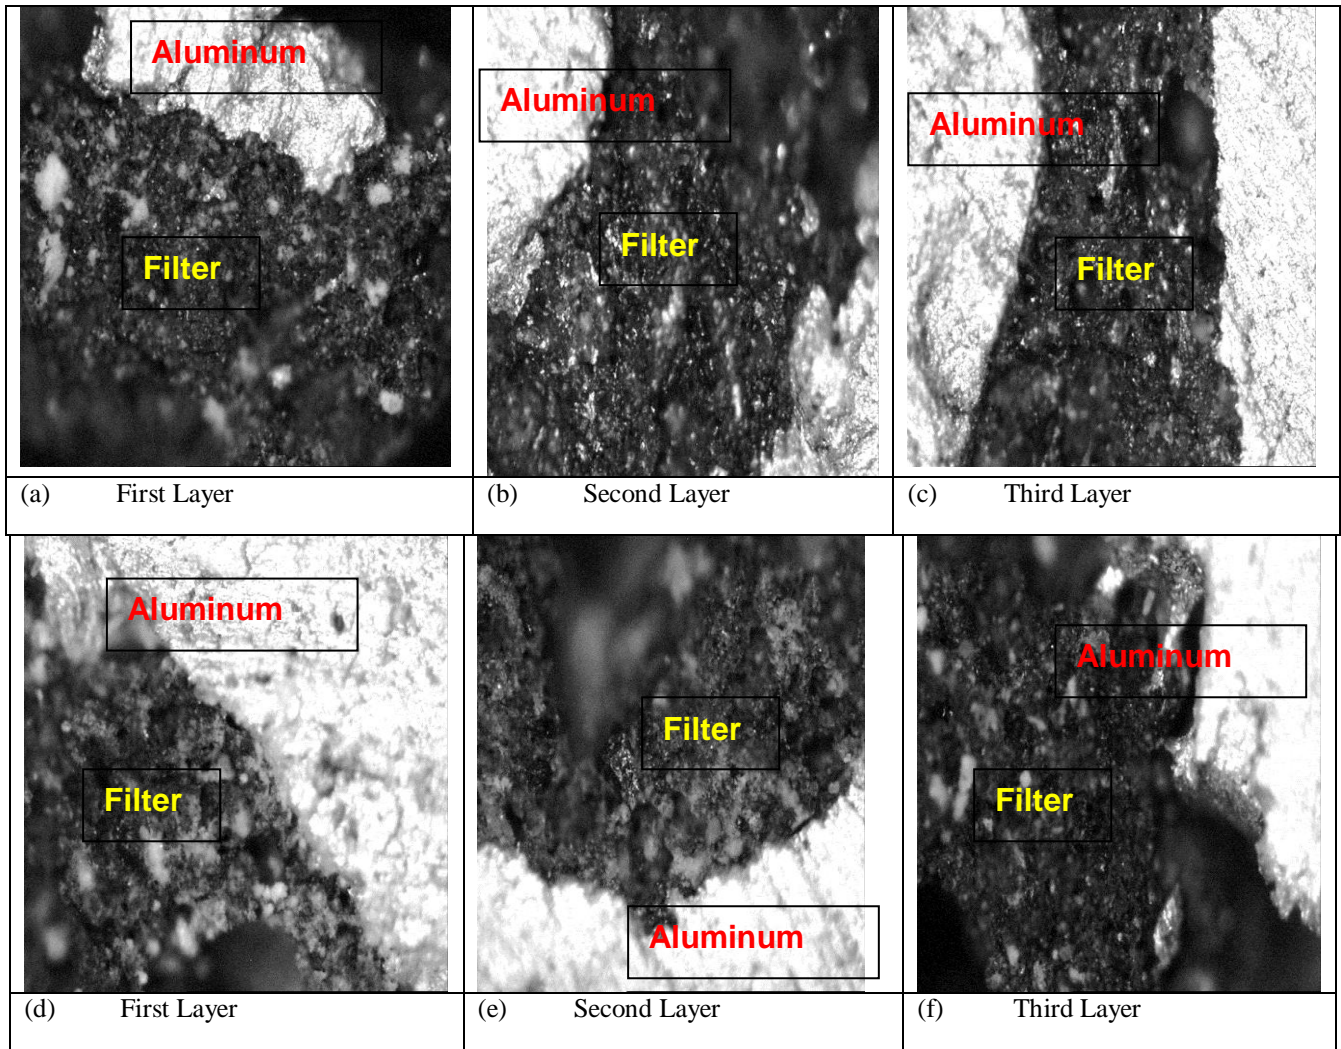 Aluminum
Filter
Aluminum
Filter
Aluminum
Filter
(a) First Layer
(b) Second Layer
(c) Third Layer
Aluminum
Filter
Filter
Aluminum
Aluminum
Filter
(d) First Layer
(e) Second Layer
(f) Third Layer